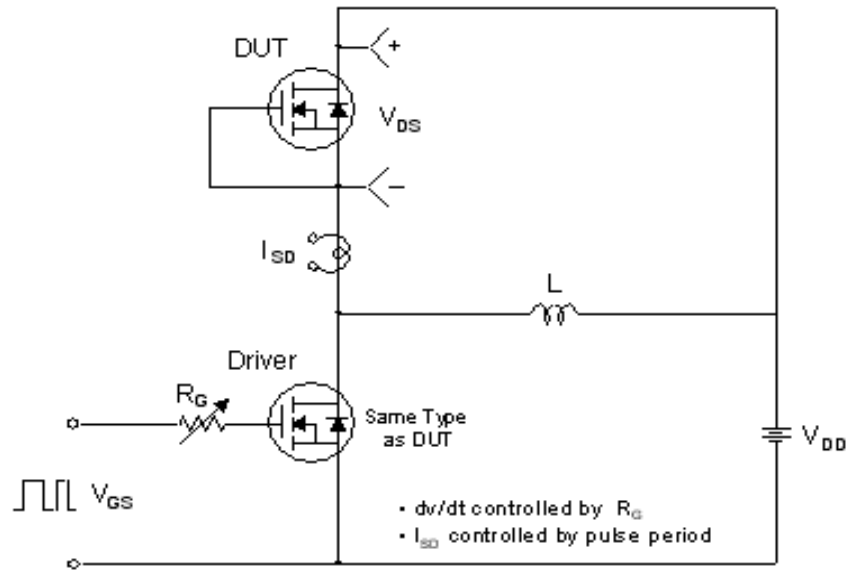 DUT
+
VDS
−
ISD
L
Driver
RG
Same Type
as DUT
VDD
VGS
• dv/dt controlled by RG
• ISD controlled by pulse period